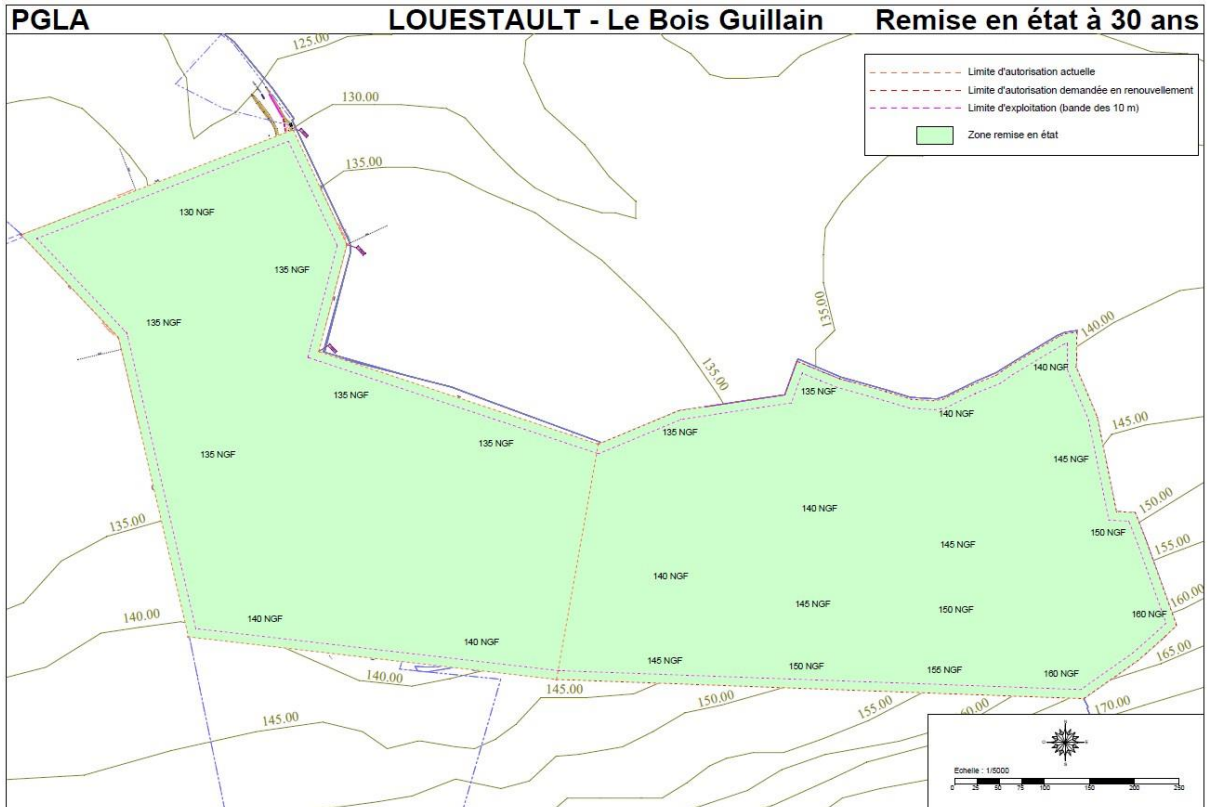 PGLA LOUESTAULT - Le Bois Guillain Remise en état à 30 ans
Limite d'autorisation actuelle
Limite d'autorisation demandée en renouvellement
Limite d'exploitation (bande des 10 m)
Zone remise en état
125.00
130.00
135.00
130 NGF
135 NGF
135 NGF
135.00
140.00
135.00
140 NGF
135 NGF
135 NGF
140 NGF
145.00
135 NGF
135 NGF
135 NGF
145 NGF
150.00
140 NGF
135.00
150 NGF
145 NGF
155.00
140 NGF
145 NGF
150 NGF
160.00
160 NGF
140.00
140 NGF
140 NGF
145 NGF
150 NGF
155 NGF
160 NGF
165.00
140.00
145.00
150.00
155.00
60.00
170.00
145.00
Echelle : 1/5000
0 25 50 75 100 150 200 250